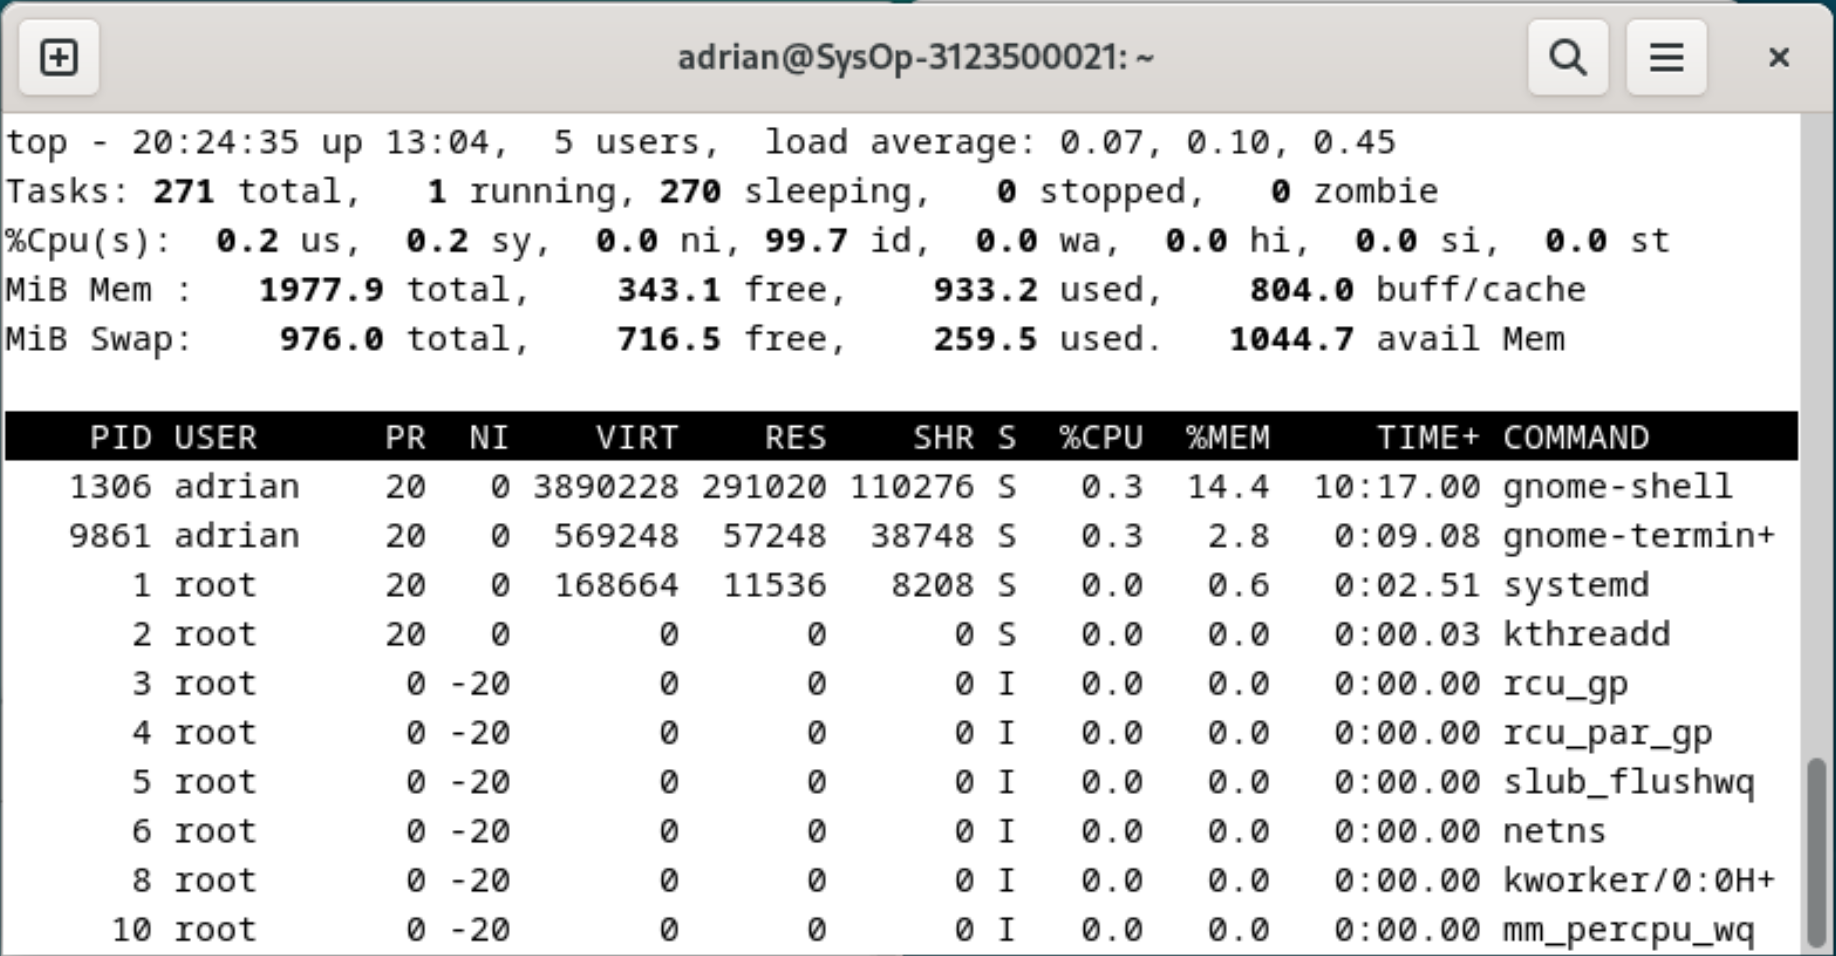 adrian@SysOp-3123500021: ~
top - 20:24:35 up 13:04,  5 users,  load average: 0.07, 0.10, 0.45
Tasks: 271 total,   1 running, 270 sleeping,   0 stopped,   0 zombie
%Cpu(s):  0.2 us,  0.2 sy,  0.0 ni, 99.7 id,  0.0 wa,  0.0 hi,  0.0 si,  0.0 st
MiB Mem :   1977.9 total,    343.1 free,    933.2 used,    804.0 buff/cache
MiB Swap:    976.0 total,    716.5 free,    259.5 used.   1044.7 avail Mem
    PID USER      PR  NI    VIRT    RES    SHR S  %CPU  %MEM     TIME+ COMMAND
   1306 adrian    20   0 3890228 291020 110276 S   0.3  14.4  10:17.00 gnome-shell
   9861 adrian    20   0  569248  57248  38748 S   0.3   2.8   0:09.08 gnome-termin+
      1 root      20   0  168664  11536   8208 S   0.0   0.6   0:02.51 systemd
      2 root      20   0       0      0      0 S   0.0   0.0   0:00.03 kthreadd
      3 root       0 -20       0      0      0 I   0.0   0.0   0:00.00 rcu_gp
      4 root       0 -20       0      0      0 I   0.0   0.0   0:00.00 rcu_par_gp
      5 root       0 -20       0      0      0 I   0.0   0.0   0:00.00 slub_flushwq
      6 root       0 -20       0      0      0 I   0.0   0.0   0:00.00 netns
      8 root       0 -20       0      0      0 I   0.0   0.0   0:00.00 kworker/0:0H+
     10 root       0 -20       0      0      0 I   0.0   0.0   0:00.00 mm_percpu_wq